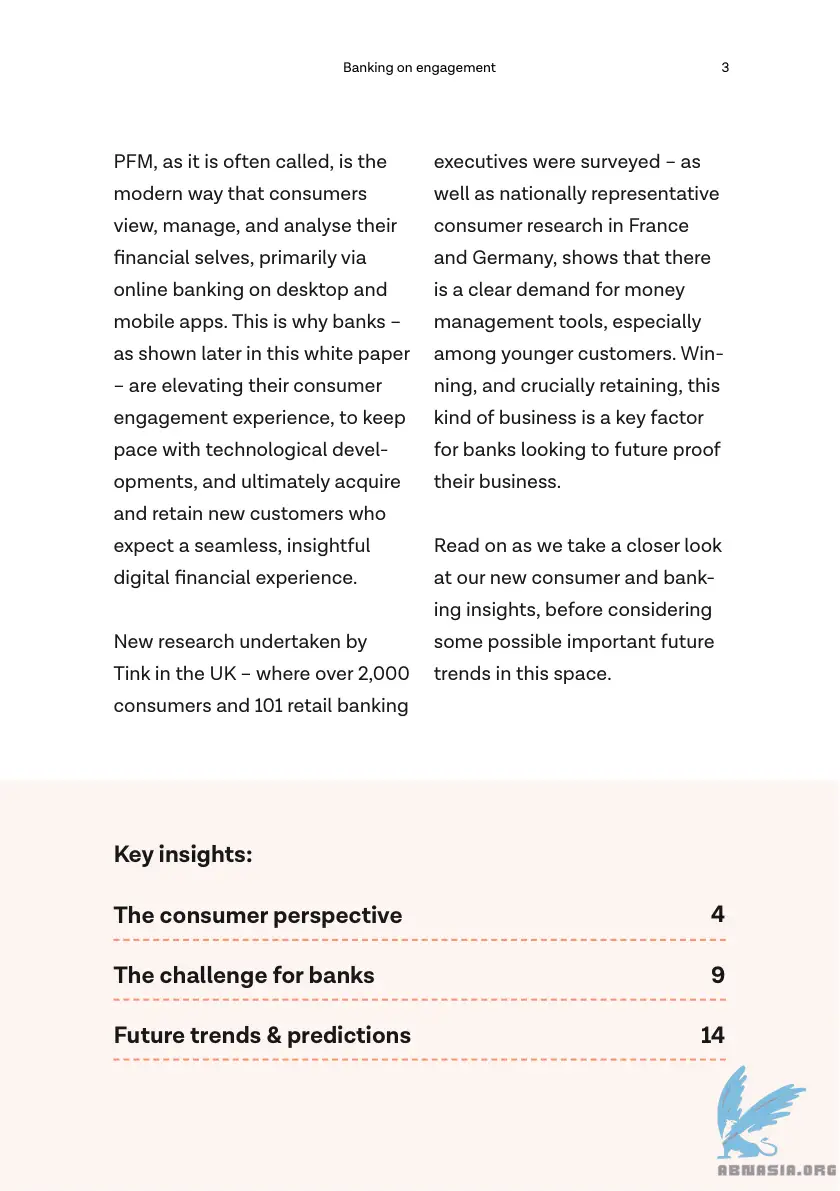 Banking on engagement
3
PFM, as it is often called, is the
modern way that consumers
view, manage, and analyse their
financial selves, primarily via
online banking on desktop and
mobile apps. This is why banks –
as shown later in this white paper
– are elevating their consumer
engagement experience, to keep
pace with technological devel-
opments, and ultimately acquire
and retain new customers who
expect a seamless, insightful
digital financial experience.
New research undertaken by
Tink in the UK – where over 2,000
consumers and 101 retail banking
executives were surveyed – as
well as nationally representative
consumer research in France
and Germany, shows that there
is a clear demand for money
management tools, especially
among younger customers. Win-
ning, and crucially retaining, this
kind of business is a key factor
for banks looking to future proof
their business.
Read on as we take a closer look
at our new consumer and bank-
ing insights, before considering
some possible important future
trends in this space.
Key insights:
The consumer perspective 4
The challenge for banks 9
Future trends & predictions 14
ABNASIA.ORG